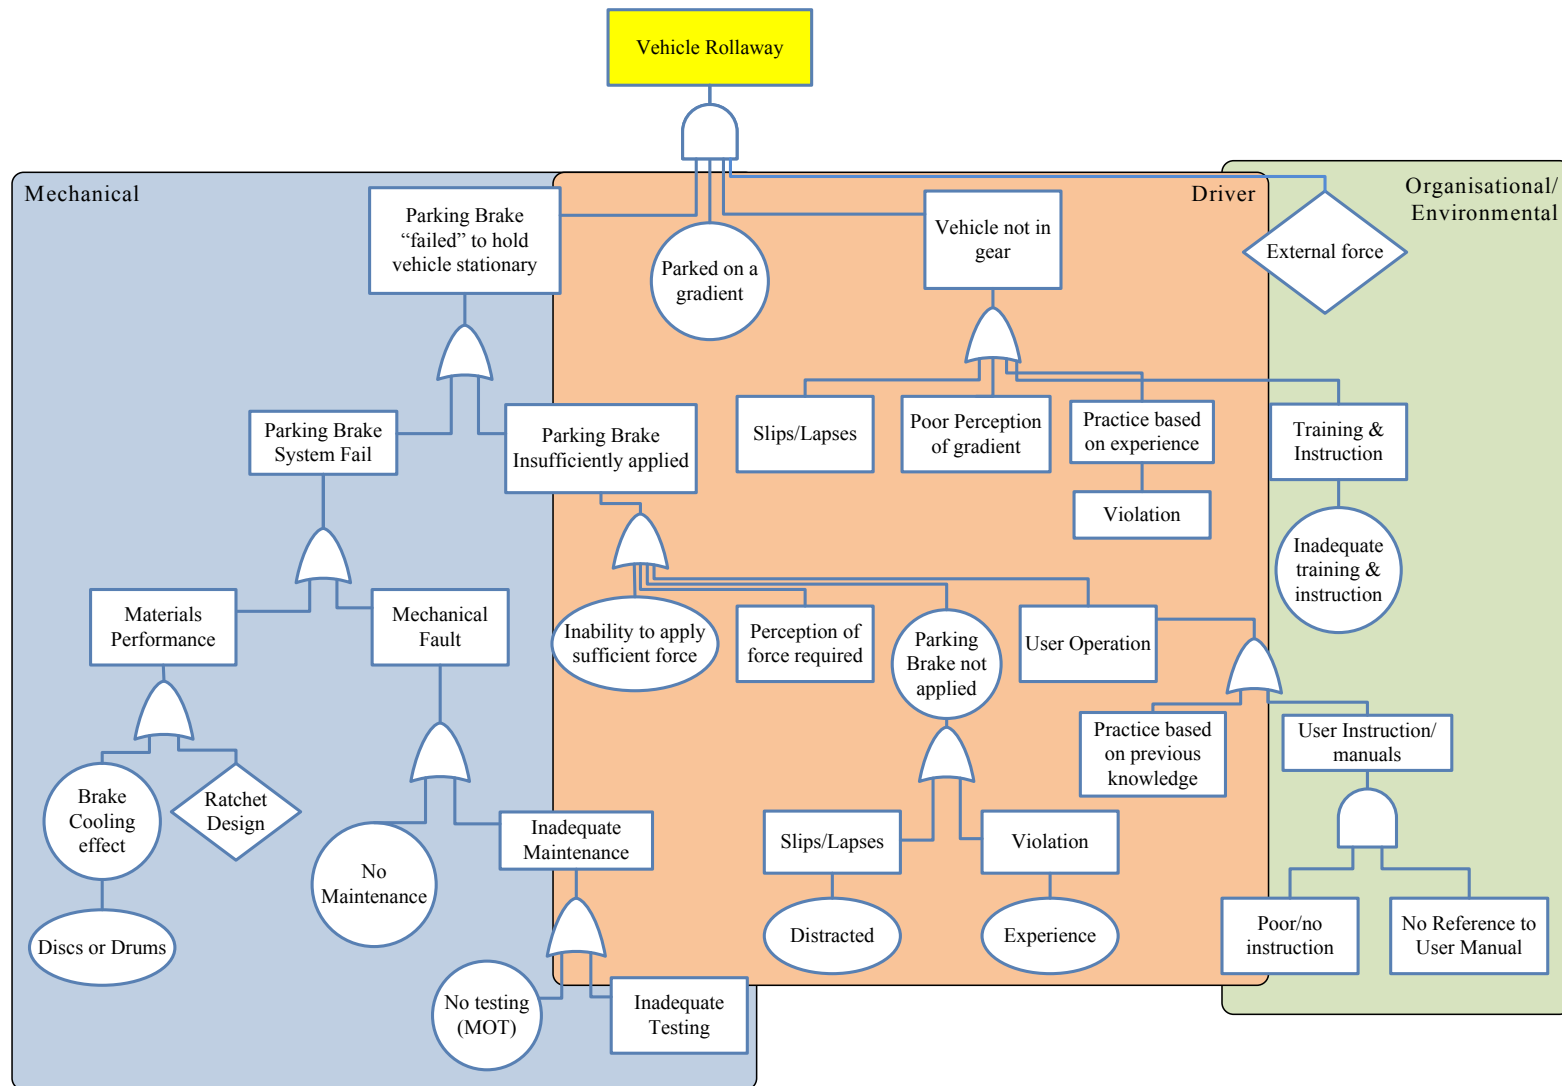 Vehicle Rollaway
Mechanical
Driver
Organisational/
Environmental
Parking Brake
“failed” to hold
vehicle stationary
Parked on a
gradient
Vehicle not in
gear
External force
Parking Brake
System Fail
Parking Brake
Insufficiently applied
Slips/Lapses
Poor Perception
of gradient
Practice based
on experience
Training &
Instruction
Violation
Inadequate
training &
instruction
Materials
Performance
Mechanical
Fault
Inability to apply
sufficient force
Perception of
force required
Parking
Brake not
applied
User Operation
Practice based
on previous
knowledge
User Instruction/
manuals
Brake
Cooling
effect
Ratchet
Design
No
Maintenance
Inadequate
Maintenance
Slips/Lapses
Violation
Discs or Drums
Distracted
Experience
Poor/no
instruction
No Reference to
User Manual
No testing
(MOT)
Inadequate
Testing